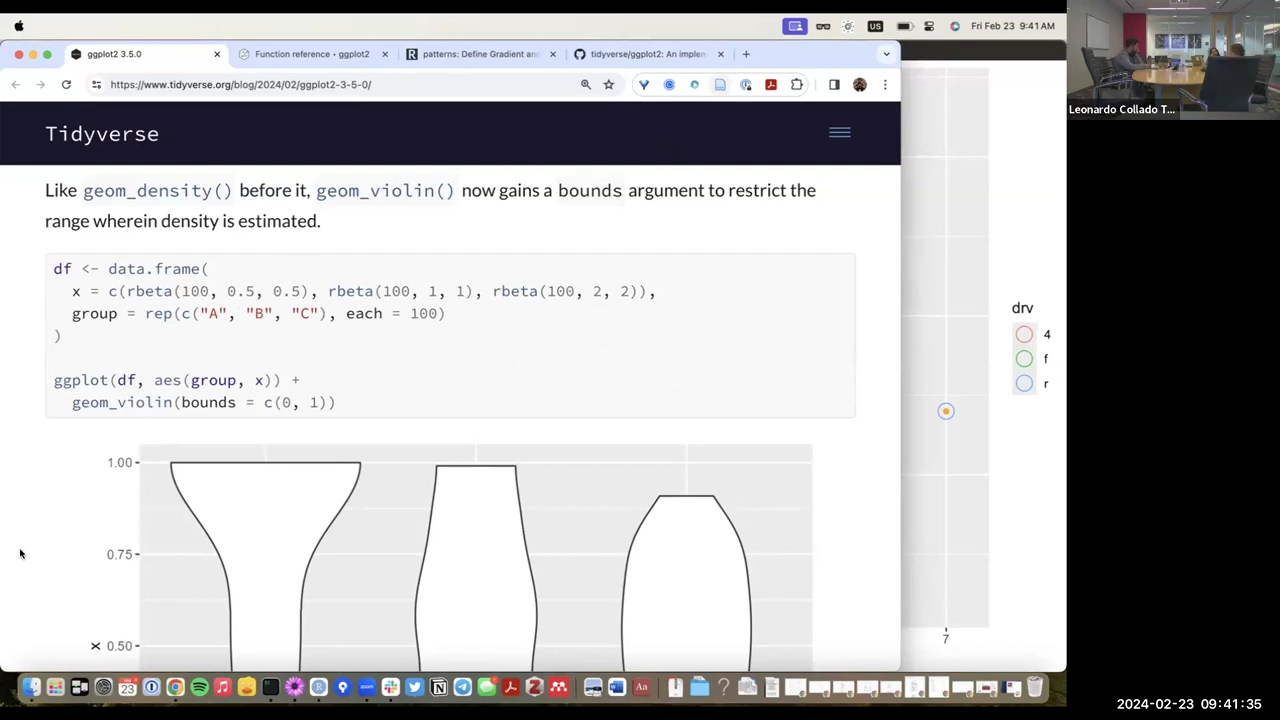 US
Fri Feb 23 9:41 AM
ggplot2 3.5.0
Function reference • ggplot2
patterns: Define Gradient and
tidyverse/ggplot2: An implem
https://www.tidyverse.org/blog/2024/02/ggplot2-3-5-0/
Leonardo Collado T...
Tidyverse
Like geom_density() before it, geom_violin() now gains a bounds argument to restrict the
range wherein density is estimated.
df <- data.frame(
x = c(rbeta(100, 0.5, 0.5), rbeta(100, 1, 1), rbeta(100, 2, 2)),
group = rep(c("A", "B", "C"), each = 100)
)
ggplot(df, aes(group, x)) +
geom_violin(bounds = c(0, 1))
drv
4
f
r
1.00
0.75
x
0.50
7
2024-02-23 09:41:35